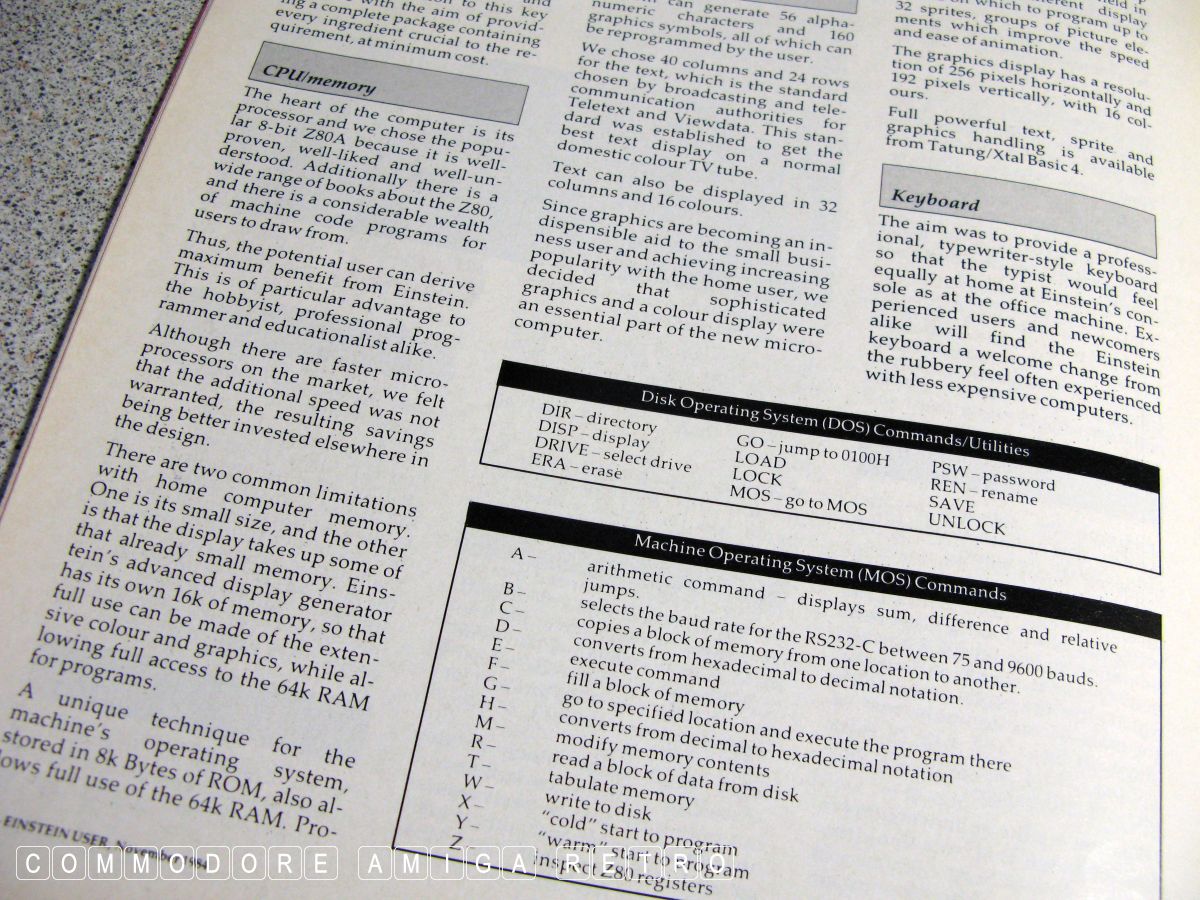 to this key
with the aim of provid-
ing a complete package containing
every ingredient crucial to the re-
quirement, at minimum cost.
CPU/memory
The heart of the computer is its
processor and we chose the popu-
lar 8-bit Z80A because it is well-
proven, well-liked and well-un-
derstood. Additionally there is a
wide range of books about the Z80,
and there is a considerable wealth
of machine code programs for
users to draw from.
Thus, the potential user can derive
maximum benefit from Einstein.
This is of particular advantage to
the hobbyist, professional prog-
rammer and educationalist alike.
Although there are faster micro-
processors on the market, we felt
that the additional speed was not
warranted, the resulting savings
being better invested elsewhere in
the design.
There are two common limitations
with home computer memory.
One is its small size, and the other
is that the display takes up some of
that already small memory. Eins-
tein's advanced display generator
has its own 16k of memory, so that
full use can be made of the exten-
sive colour and graphics, while al-
lowing full access to the 64k RAM
for programs.
A unique technique for the
machine's operating system,
stored in 8k Bytes of ROM, also al-
lows full use of the 64k RAM. Pro-
EINSTEIN USER, November 1984
can generate 56 alpha-
numeric characters and 160
graphics symbols, all of which can
be reprogrammed by the user.
We chose 40 columns and 24 rows
for the text, which is the standard
chosen by broadcasting and tele-
communication authorities for
Teletext and Viewdata. This stan-
dard was established to get the
best text display on a normal
domestic colour TV tube.
Text can also be displayed in 32
columns and 16 colours.
Since graphics are becoming an in-
dispensible aid to the small busi-
ness user and achieving increasing
popularity with the home user, we
decided that sophisticated
graphics and a colour display were
an essential part of the new micro-
computer.
display
on which to program up to
32 sprites, groups of picture ele-
ments which improve the speed
and ease of animation.
The graphics display has a resolu-
tion of 256 pixels horizontally and
192 pixels vertically, with 16 col-
ours.
Full powerful text, sprite and
graphics handling is available
from Tatung/Xtal Basic 4.
Keyboard
The aim was to provide a profess-
ional, typewriter-style keyboard
so that the typist would feel
equally at home at Einstein's con-
sole as at the office machine. Ex-
perienced users and newcomers
alike will find the Einstein
keyboard a welcome change from
the rubbery feel often experienced
with less expensive computers.
Disk Operating System (DOS) Commands/Utilities
DIR – directory
DISP – display
DRIVE – select drive
ERA – erase
GO – jump to 0100H
LOAD
LOCK
MOS – go to MOS
PSW – password
REN – rename
SAVE
UNLOCK
Machine Operating System (MOS) Commands
A – arithmetic command – displays sum, difference and relative
jumps.
B – selects the baud rate for the RS232-C between 75 and 9600 bauds.
C – copies a block of memory from one location to another.
D – converts from hexadecimal to decimal notation.
E – execute command
F – fill a block of memory
G – go to specified location and execute the program there
H – converts from decimal to hexadecimal notation
M – modify memory contents
R – read a block of data from disk
T – tabulate memory
W – write to disk
X – "cold" start to program
Y – "warm" start to program
Z – inspect Z80 registers
COMMODORE AMIGA RETRO